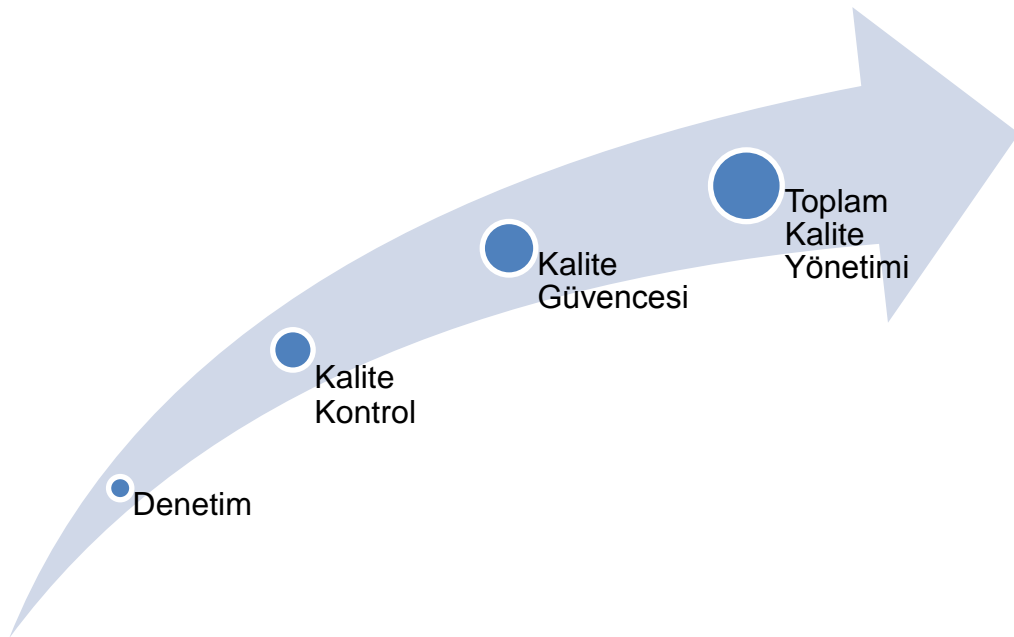 Denetim
Kalite
Kontrol
Kalite
Güvencesi
Toplam
Kalite
Yönetimi